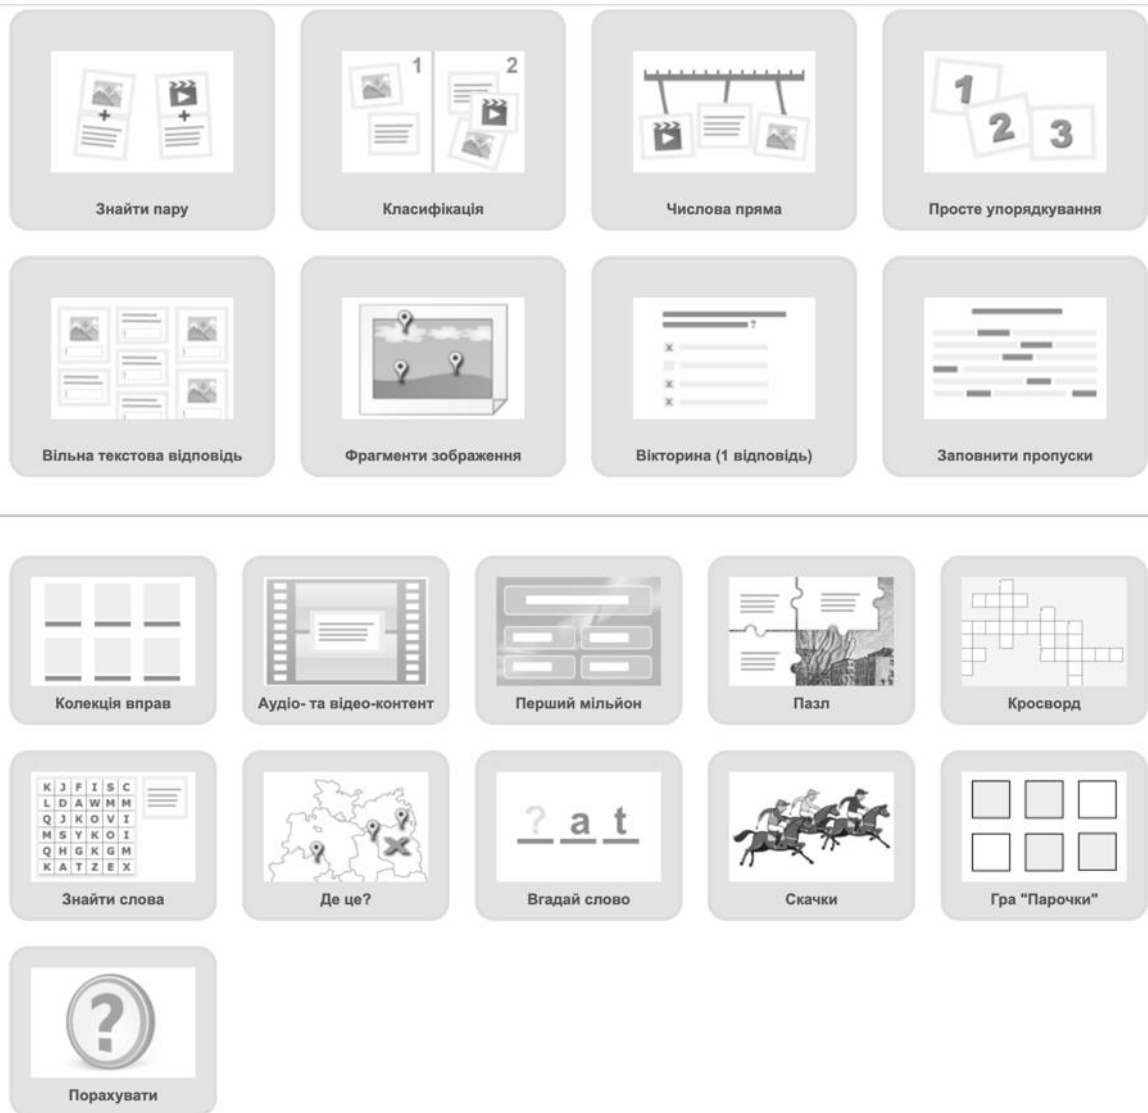 1
2
1
2
3
Знайти пару
Класифікація
Числова пряма
Просте упорядкування
?
Вільна текстова відповідь
Фрагменти зображення
Вікторина (1 відповідь)
Заповнити пропуски
Колекція вправ
Аудіо- та відео-контент
Перший мільйон
Пазл
Кросворд
K J F I S C
L D A W M M
Q J K O V I
M S Y K O I
Q H G K G M
K A T Z E X
? a t
Знайти слова
Де це?
Вгадай слово
Скачки
Гра "Парочки"
?
Порахувати